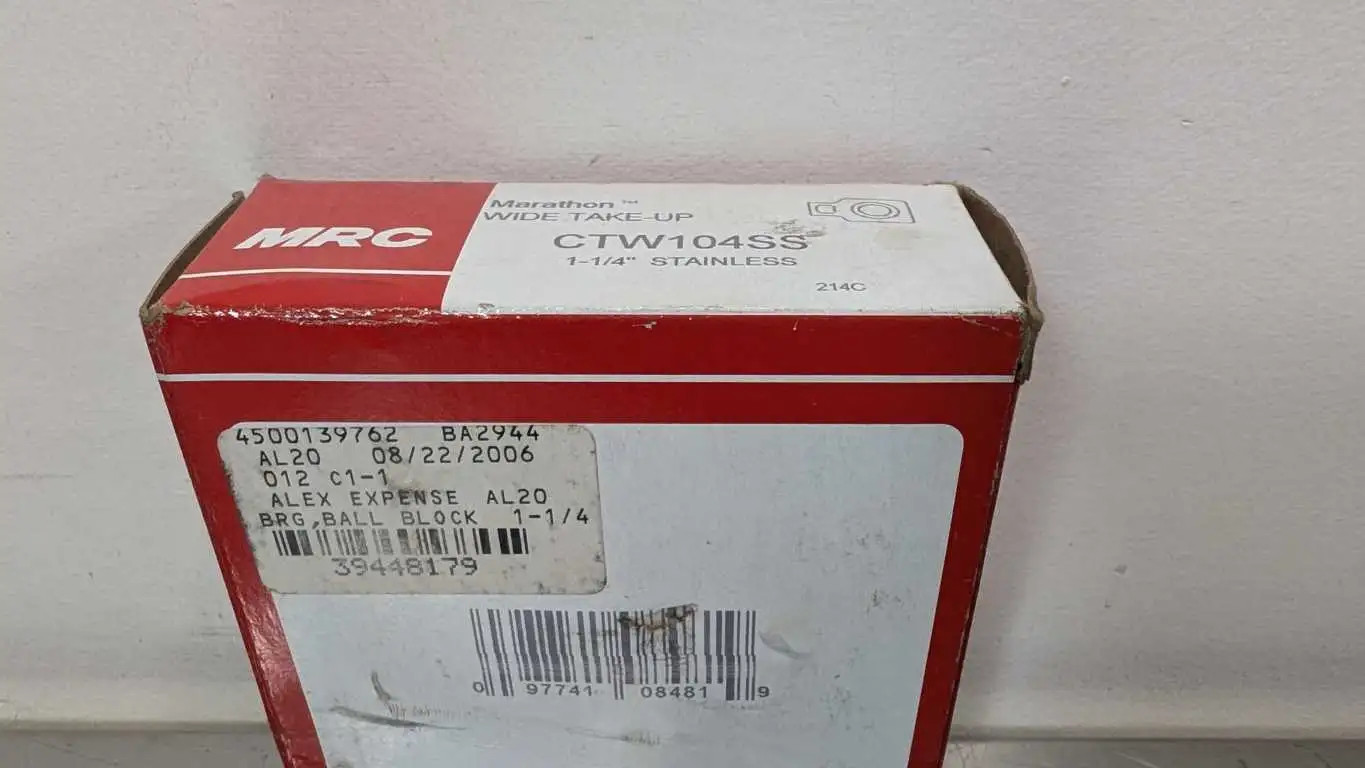 MRC
Marathon™
WIDE TAKE-UP
CTW104SS
1-1/4" STAINLESS
214C
4500139762 BA2944
AL20 08/22/2006
012 C1-1
ALEX EXPENSE AL20
BRG,BALL BLOCK 1-1/4
39448179
0 97741 08481 9